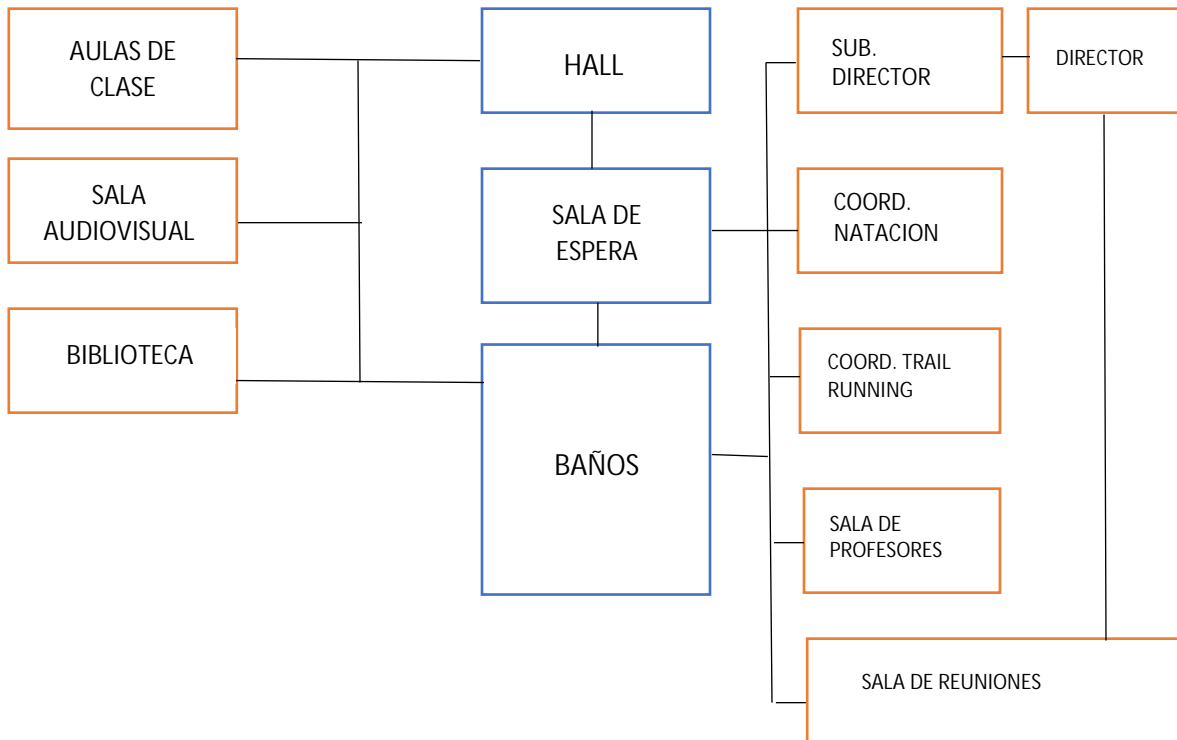 AULAS DE
CLASE
HALL
SUB.
DIRECTOR
DIRECTOR
SALA
AUDIOVISUAL
SALA DE
ESPERA
COORD.
NATACION
BIBLIOTECA
COORD. TRAIL
RUNNING
BAÑOS
SALA DE
PROFESORES
SALA DE REUNIONES